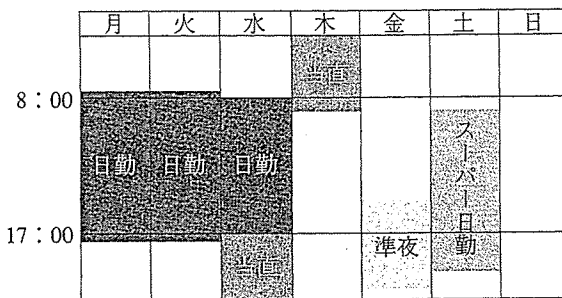 月 火 水 木 金 土 日
当直
8：00
日勤 日勤 日勤
スーパー日勤
17：00
当直
準夜